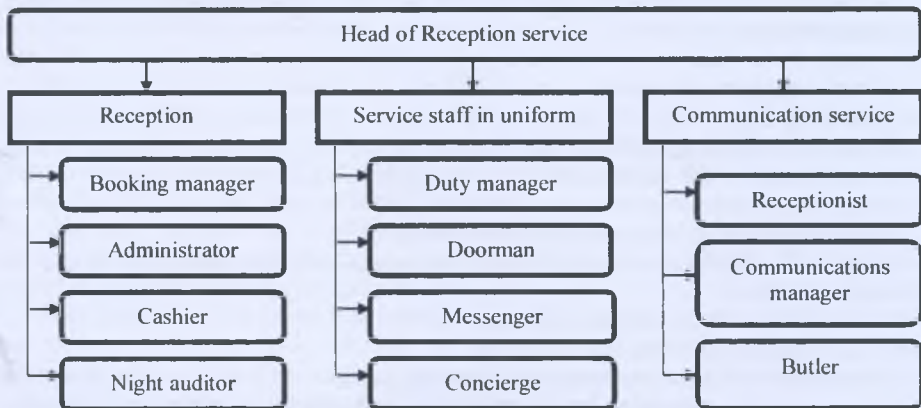 Head of Reception service
Reception
Booking manager
Administrator
Cashier
Night auditor
Service staff in uniform
Duty manager
Doorman
Messenger
Concierge
Communication service
Receptionist
Communications
manager
Butler